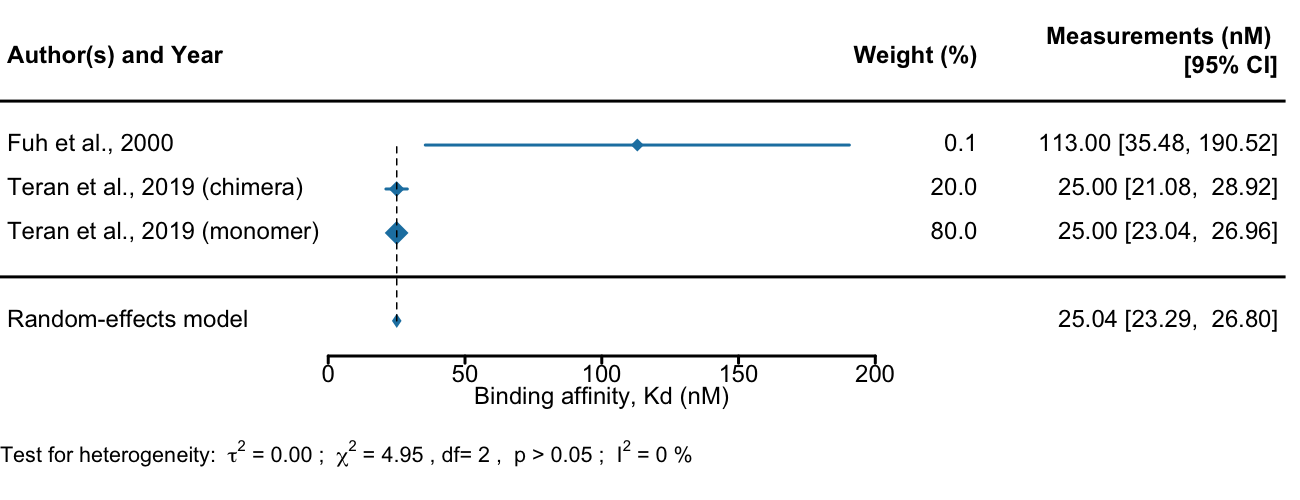 Author(s) and Year Weight (%) Measurements (nM) [95% CI]
Fuh et al., 2000 0.1 113.00 [35.48, 190.52]
Teran et al., 2019 (chimera) 20.0 25.00 [21.08, 28.92]
Teran et al., 2019 (monomer) 80.0 25.00 [23.04, 26.96]
Random-effects model 25.04 [23.29, 26.80]
0 50 100 150 200
Binding affinity, Kd (nM)
Test for heterogeneity: τ² = 0.00 ; χ² = 4.95 , df= 2 , p > 0.05 ; I² = 0 %